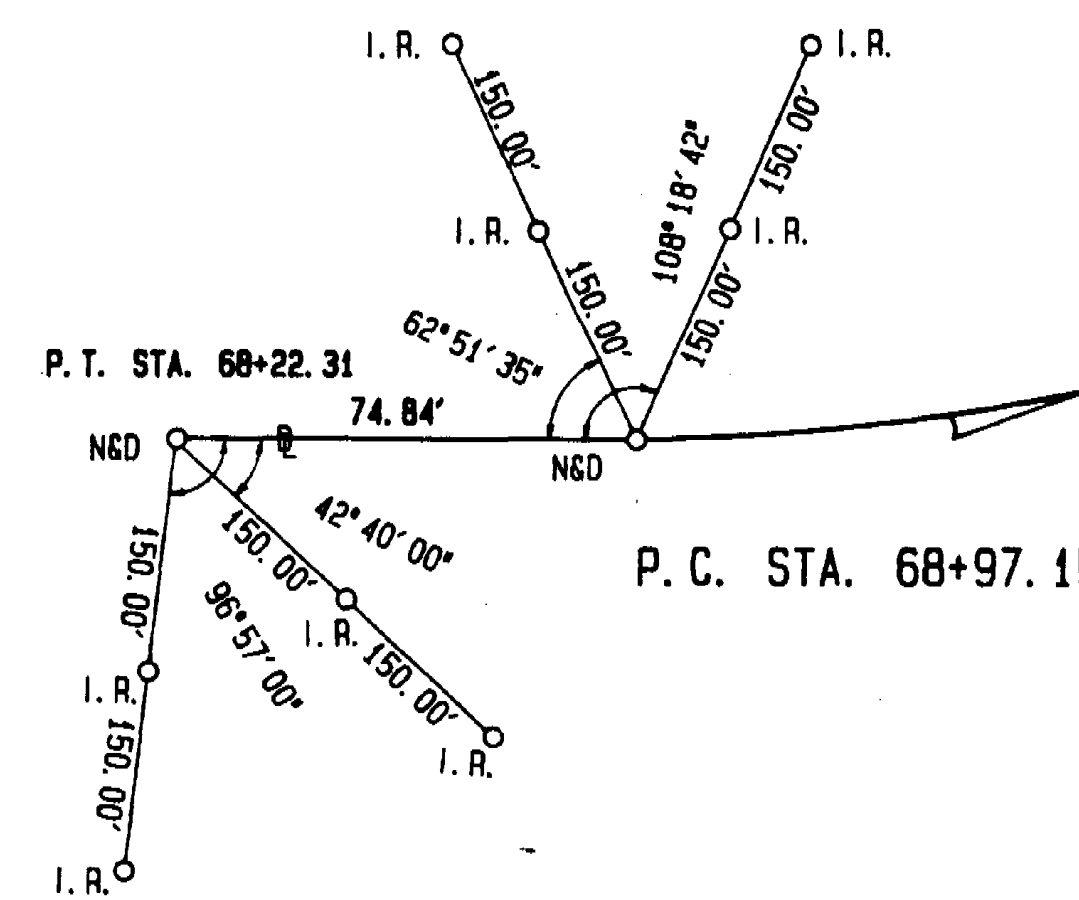 I. R.
I. R.
150. 00′
150. 00′
108° 18′ 42"
I. R.
I. R.
150. 00′
150. 00′
62° 51′ 35"
P. T. STA. 68+22. 31
74. 84′
N&D
N&D
42° 40′ 00"
150. 00′
150. 00′
P. C. STA. 68+97.
96° 57′ 00"
I. R.
150. 00′
I. R.
150. 00′
I. R.
I. R.